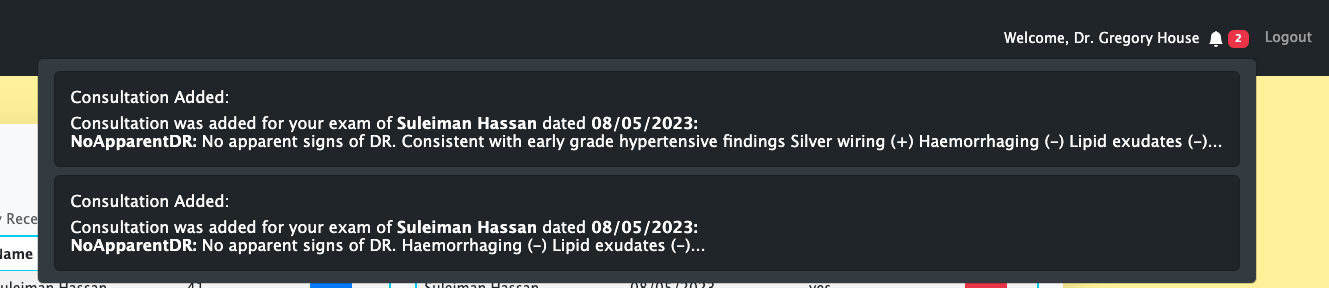 Welcome, Dr. Gregory House 2 Logout
Consultation Added:
Consultation was added for your exam of Suleiman Hassan dated 08/05/2023:
NoApparentDR: No apparent signs of DR. Consistent with early grade hypertensive findings Silver wiring (+) Haemorrhaging (-) Lipid exudates (-)...
Consultation Added:
Consultation was added for your exam of Suleiman Hassan dated 08/05/2023:
NoApparentDR: No apparent signs of DR. Haemorrhaging (-) Lipid exudates (-)...